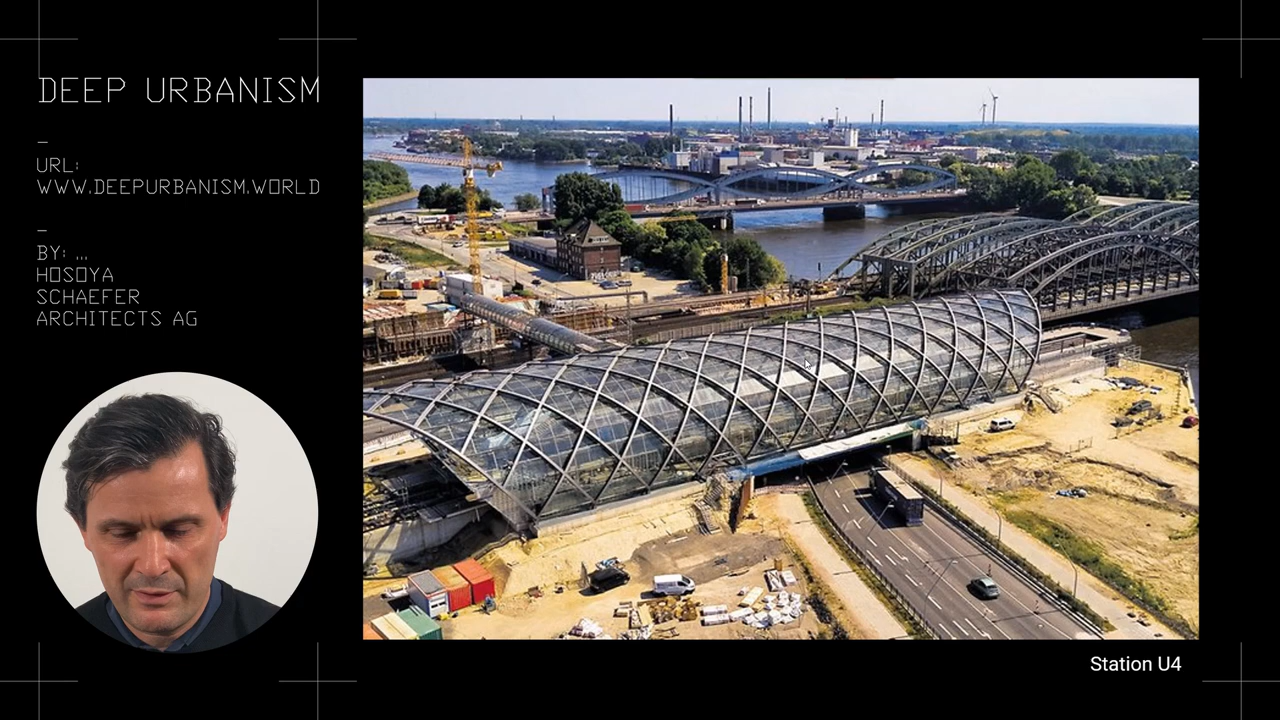 DEEP URBANISM
–
URL:
WWW.DEEPURBANISM.WORLD
–
BY: ...
HOSOYA
SCHAEFER
ARCHITECTS AG
Station U4